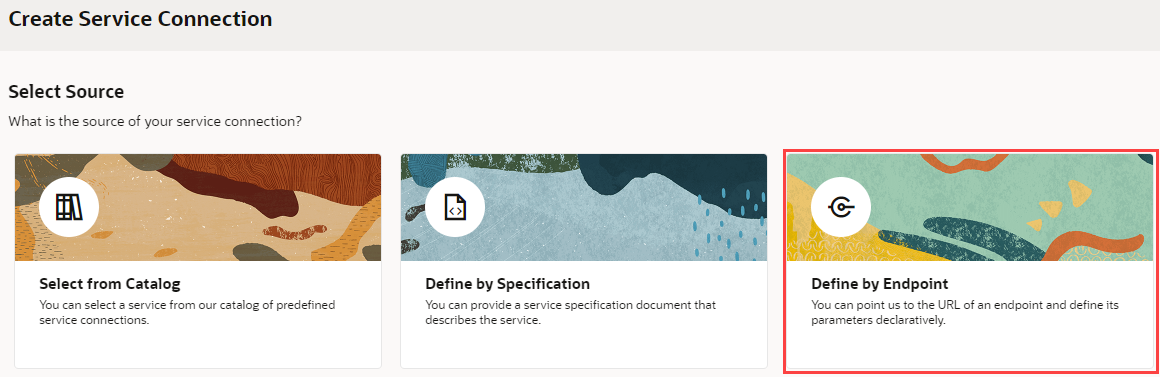 Create Service Connection
Select Source
What is the source of your service connection?
Select from Catalog
You can select a service from our catalog of predefined
service connections.
Define by Specification
You can provide a service specification document that
describes the service.
Define by Endpoint
You can point us to the URL of an endpoint and define its
parameters declaratively.